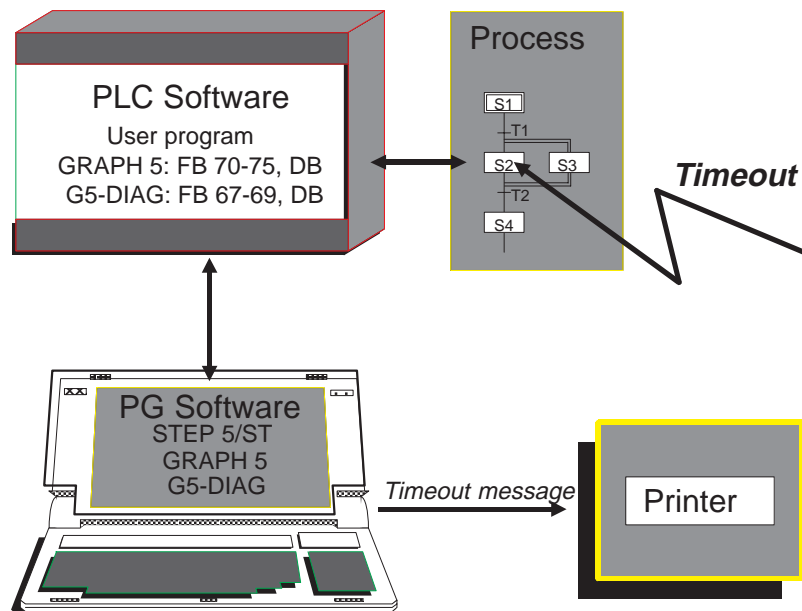 PLC Software
User program
GRAPH 5: FB 70-75, DB
G5-DIAG: FB 67-69, DB
Process
S1
T1
S2
S3
T2
S4
Timeout
PG Software
STEP 5/ST
GRAPH 5
G5-DIAG
Timeout message
Printer